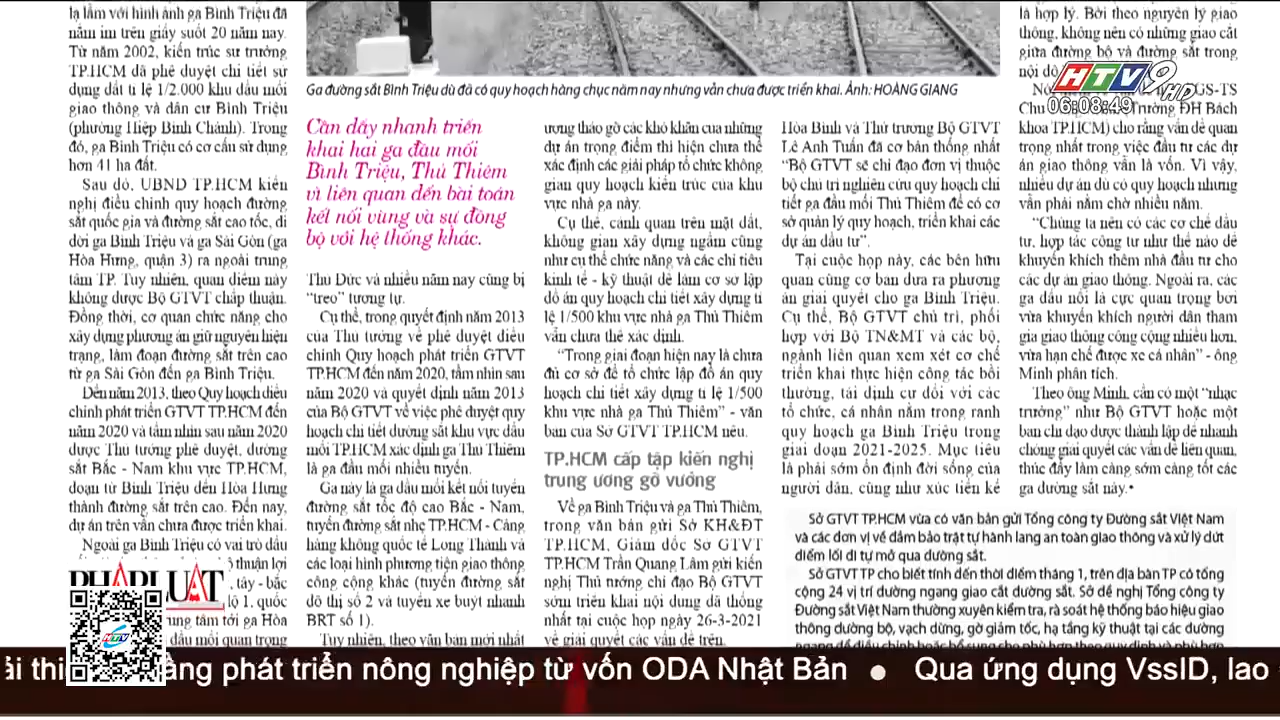 lạ lẫm với hình ảnh ga Bình Triệu đã
nằm im trên giấy suốt 20 năm nay.
Từ năm 2002, kiến trúc sư trưởng
TP.HCM đã phê duyệt chi tiết sử
dụng đất tỉ lệ 1/2.000 khu đầu mối
giao thông và dân cư Bình Triệu
(phường Hiệp Bình Chánh). Trong
đó, ga Bình Triệu có cơ cấu sử dụng
hơn 41 ha đất.
Sau đó, UBND TP.HCM kiến
nghị điều chỉnh quy hoạch đường
sắt quốc gia và đường sắt cao tốc, di
dời ga Bình Triệu và ga Sài Gòn (ga
Hòa Hưng, quận 3) ra ngoài trung
tâm TP. Tuy nhiên, quan điểm này
không được Bộ GTVT chấp thuận.
Đồng thời, cơ quan chức năng cho
xây dựng phương án giữ nguyên hiện
trạng, làm đoạn đường sắt trên cao
từ ga Sài Gòn đến ga Bình Triệu.
Đến năm 2013, theo Quy hoạch điều
chỉnh phát triển GTVT TP.HCM đến
năm 2020 và tầm nhìn sau năm 2020
được Thủ tướng phê duyệt, đường
sắt Bắc - Nam khu vực TP.HCM,
đoạn từ Bình Triệu đến Hòa Hưng
thành đường sắt trên cao. Đến nay,
dự án trên vẫn chưa được triển khai.
Ngoài ga Bình Triệu có vai trò đầu
thuận lợi
, tây - bắc
lộ 1, quốc
trung tâm tới ga Hòa
đầu mối quan trọng
PHÁP LUẬT
HTV
Ga đường sắt Bình Triệu dù đã có quy hoạch hàng chục năm nay nhưng vẫn chưa được triển khai. Ảnh: HOÀNG GIANG
Cần đẩy nhanh triển
khai hai ga đầu mối
Bình Triệu, Thủ Thiêm
vì liên quan đến bài toán
kết nối vùng và sự đồng
bộ với hệ thống khác.
Thủ Đức và nhiều năm nay cũng bị
“treo” tương tự.
Cụ thể, trong quyết định năm 2013
của Thủ tướng về phê duyệt điều
chỉnh Quy hoạch phát triển GTVT
TP.HCM đến năm 2020, tầm nhìn sau
năm 2020 và quyết định năm 2013
của Bộ GTVT về việc phê duyệt quy
hoạch chi tiết đường sắt khu vực đầu
mối TP.HCM xác định ga Thủ Thiêm
là ga đầu mối nhiều tuyến.
Ga này là ga đầu mối kết nối tuyến
đường sắt tốc độ cao Bắc - Nam,
tuyến đường sắt nhẹ TP.HCM - Cảng
hàng không quốc tế Long Thành và
các loại hình phương tiện giao thông
công cộng khác (tuyến đường sắt
đô thị số 2 và tuyến xe buýt nhanh
BRT số 1).
Tuy nhiên, theo văn bản mới nhất
ương tháo gỡ các khó khăn của những
dự án trọng điểm thì hiện chưa thể
xác định các giải pháp tổ chức không
gian quy hoạch kiến trúc của khu
vực nhà ga này.
Cụ thể, cảnh quan trên mặt đất,
không gian xây dựng ngầm cũng
như cụ thể chức năng và các chỉ tiêu
kinh tế - kỹ thuật để làm cơ sở lập
đồ án quy hoạch chi tiết xây dựng tỉ
lệ 1/500 khu vực nhà ga Thủ Thiêm
vẫn chưa thể xác định.
“Trong giai đoạn hiện nay là chưa
đủ cơ sở để tổ chức lập đồ án quy
hoạch chi tiết xây dựng tỉ lệ 1/500
khu vực nhà ga Thủ Thiêm” - văn
bản của Sở GTVT TP.HCM nêu.
TP.HCM cấp tập kiến nghị
trung ương gỡ vướng
Về ga Bình Triệu và ga Thủ Thiêm,
trong văn bản gửi Sở KH&ĐT
TP.HCM, Giám đốc Sở GTVT
TP.HCM Trần Quang Lâm gửi kiến
nghị Thủ tướng chỉ đạo Bộ GTVT
sớm triển khai nội dung đã thống
nhất tại cuộc họp ngày 26-3-2021
về giải quyết các vấn đề trên.
Hòa Bình và Thứ trưởng Bộ GTVT
Lê Anh Tuấn đã cơ bản thống nhất
“Bộ GTVT sẽ chỉ đạo đơn vị thuộc
bộ chủ trì nghiên cứu quy hoạch chi
tiết ga đầu mối Thủ Thiêm để có cơ
sở quản lý quy hoạch, triển khai các
dự án đầu tư”.
Tại cuộc họp này, các bên hữu
quan cũng cơ bản đưa ra phương
án giải quyết cho ga Bình Triệu.
Cụ thể, Bộ GTVT chủ trì, phối
hợp với Bộ TN&MT và các bộ,
ngành liên quan xem xét cơ chế
triển khai thực hiện công tác bồi
thường, tái định cư đối với các
tổ chức, cá nhân nằm trong ranh
quy hoạch ga Bình Triệu trong
giai đoạn 2021-2025. Mục tiêu
là phải sớm ổn định đời sống của
người dân, cũng như xúc tiến kế
là hợp lý. Bởi theo nguyên lý giao
thông, không nên có những giao cắt
giữa đường bộ và đường sắt trong
nội
GS-TS
Chu Trưởng ĐH Bách
khoa TP.HCM) cho rằng vấn đề quan
trọng nhất trong việc đầu tư các dự
án giao thông vẫn là vốn. Vì vậy,
nhiều dự án dù có quy hoạch nhưng
vẫn phải nằm chờ nhiều năm.
“Chúng ta nên có các cơ chế đầu
tư, hợp tác công tư như thế nào để
khuyến khích thêm nhà đầu tư cho
các dự án giao thông. Ngoài ra, các
ga đầu nối là cực quan trọng bởi
vừa khuyến khích người dân tham
gia giao thông công cộng nhiều hơn,
vừa hạn chế được xe cá nhân” - ông
Minh phân tích.
Theo ông Minh, cần có một “nhạc
trưởng” như Bộ GTVT hoặc một
ban chỉ đạo được thành lập để nhanh
chóng giải quyết các vấn đề liên quan,
thúc đẩy làm càng sớm càng tốt các
ga đường sắt này.•
HTV9 HD
06:08:49
Sở GTVT TP.HCM vừa có văn bản gửi Tổng công ty Đường sắt Việt Nam
và các đơn vị về đảm bảo trật tự hành lang an toàn giao thông và xử lý dứt
điểm lối đi tự mở qua đường sắt.
Sở GTVT TP cho biết tính đến thời điểm tháng 1, trên địa bàn TP có tổng
cộng 24 vị trí đường ngang giao cắt đường sắt. Sở đề nghị Tổng công ty
Đường sắt Việt Nam thường xuyên kiểm tra, rà soát hệ thống báo hiệu giao
thông đường bộ, vạch dừng, gờ giảm tốc, hạ tầng kỹ thuật tại các đường
ngang để điều chỉnh hoặc bổ sung cho phù hợp theo quy định và phù hợp
phát triển nông nghiệp từ vốn ODA Nhật Bản ● Qua ứng dụng VssID, lao